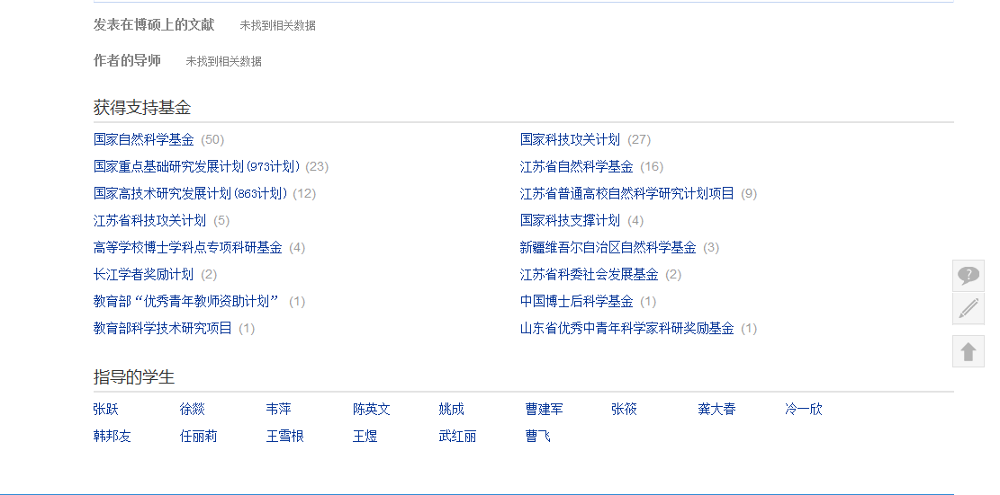 发表在博硕上的文献 未找到相关数据
作者的导师 未找到相关数据
获得支持基金
国家自然科学基金 (50) 国家科技攻关计划 (27)
国家重点基础研究发展计划(973计划) (23) 江苏省自然科学基金 (16)
国家高技术研究发展计划(863计划) (12) 江苏省普通高校自然科学研究计划项目 (9)
江苏省科技攻关计划 (5) 国家科技支撑计划 (4)
高等学校博士学科点专项科研基金 (4) 新疆维吾尔自治区自然科学基金 (3)
长江学者奖励计划 (2) 江苏省科委社会发展基金 (2)
教育部“优秀青年教师资助计划” (1) 中国博士后科学基金 (1)
教育部科学技术研究项目 (1) 山东省优秀中青年科学家科研奖励基金 (1)
指导的学生
张跃 徐燚 韦萍 陈英文 姚成 曹建军 张筱 龚大春 冷一欣
韩邦友 任丽莉 王雪根 王煜 武红丽 曹飞